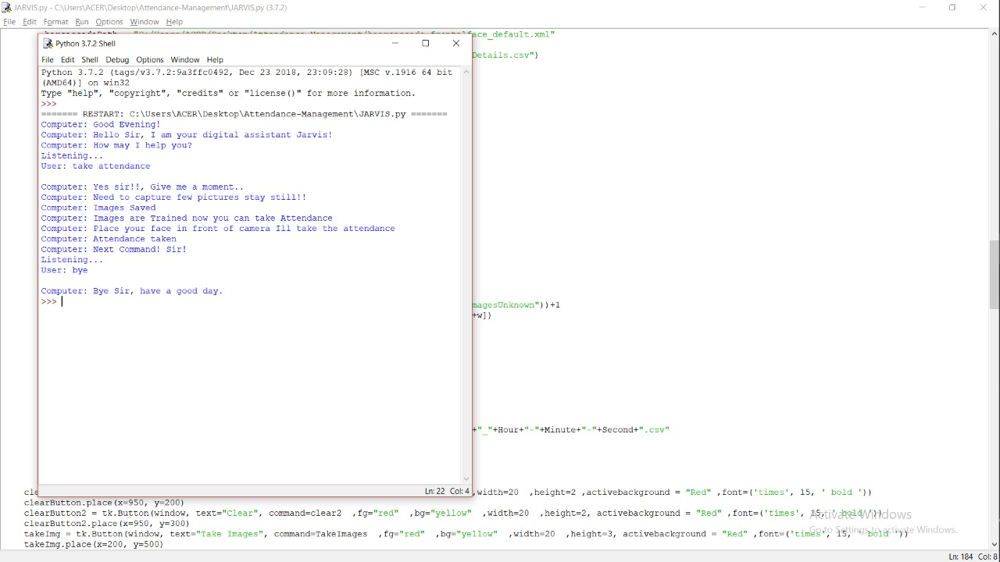 JARVIS.py - C:\Users\ACER\Desktop\Attendance-Management\JARVIS.py (3.7.2)
File Edit Format Run Options Window Help
face_default.xml"
Python 3.7.2 Shell
Details.csv")
File Edit Shell Debug Options Window Help
Python 3.7.2 (tags/v3.7.2:9a3ffc0492, Dec 23 2018, 23:09:28) [MSC v.1916 64 bit
(AMD64)] on win32
Type "help", "copyright", "credits" or "license()" for more information.
>>>
======= RESTART: C:\Users\ACER\Desktop\Attendance-Management\JARVIS.py =======
Computer: Good Evening!
Computer: Hello Sir, I am your digital assistant Jarvis!
Computer: How may I help you?
Listening...
User: take attendance
Computer: Yes sir!!, Give me a moment..
Computer: Need to capture few pictures stay still!!
Computer: Images Saved
Computer: Images are Trained now you can take Attendance
Computer: Place your face in front of camera Ill take the attendance
Computer: Attendance taken
Computer: Next Command! Sir!
Listening...
User: bye
Computer: Bye Sir, have a good day.
>>>
magesUnknown"))+1
+w])
+"_"+Hour+"-"+Minute+"-"+Second+".csv"
Ln: 22 Col: 4
cle ,width=20 ,height=2 ,activebackground = "Red" ,font=('times', 15, ' bold '))
clearButton.place(x=950, y=200)
clearButton2 = tk.Button(window, text="Clear", command=clear2 ,fg="red" ,bg="yellow" ,width=20 ,height=2, activebackground = "Red" ,font=('times', 15, ' bold '))
Activate Windows
clearButton2.place(x=950, y=300)
Go to Settings to activate Windows.
takeImg = tk.Button(window, text="Take Images", command=TakeImages ,fg="red" ,bg="yellow" ,width=20 ,height=3, activebackground = "Red" ,font=('times', 15, ' bold '))
takeImg.place(x=200, y=500)
Ln: 184 Col: 8